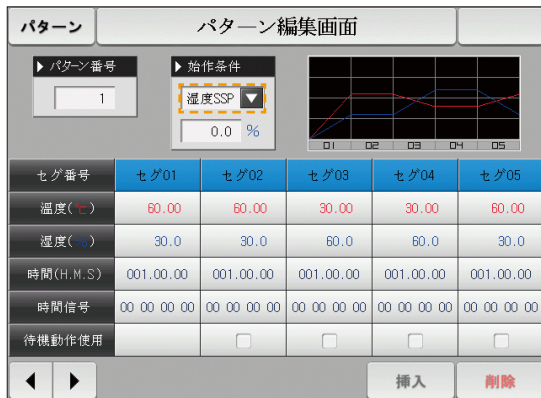 パターン
パターン編集画面
▶ パターン番号
1
▶ 始作条件
湿度SSP
0.0 %
01 02 03 04 05
セグ番号 セグ01 セグ02 セグ03 セグ04 セグ05
温度(℃) 60.00 60.00 30.00 30.00 60.00
湿度(%) 30.0 30.0 60.0 60.0 30.0
時間(H.M.S) 001.00.00 001.00.00 001.00.00 001.00.00 001.00.00
時間信号 00 00 00 00 00 00 00 00 00 00 00 00 00 00 00 00 00 00 00 00
待機動作使用
挿入 削除